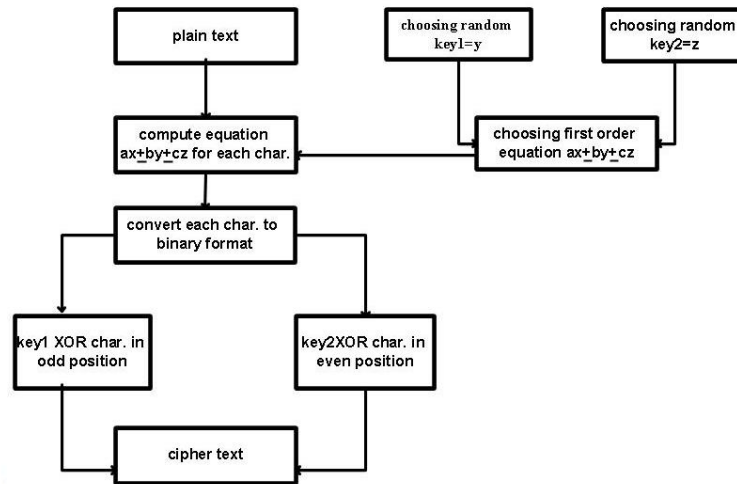 plain text
choosing random
key1=y
choosing random
key2=z
compute equation
ax±by±cz for each char.
choosing first order
equation ax±by±cz
convert each char. to
binary format
key1 XOR char. in
odd position
key2XOR char. in
even position
cipher text